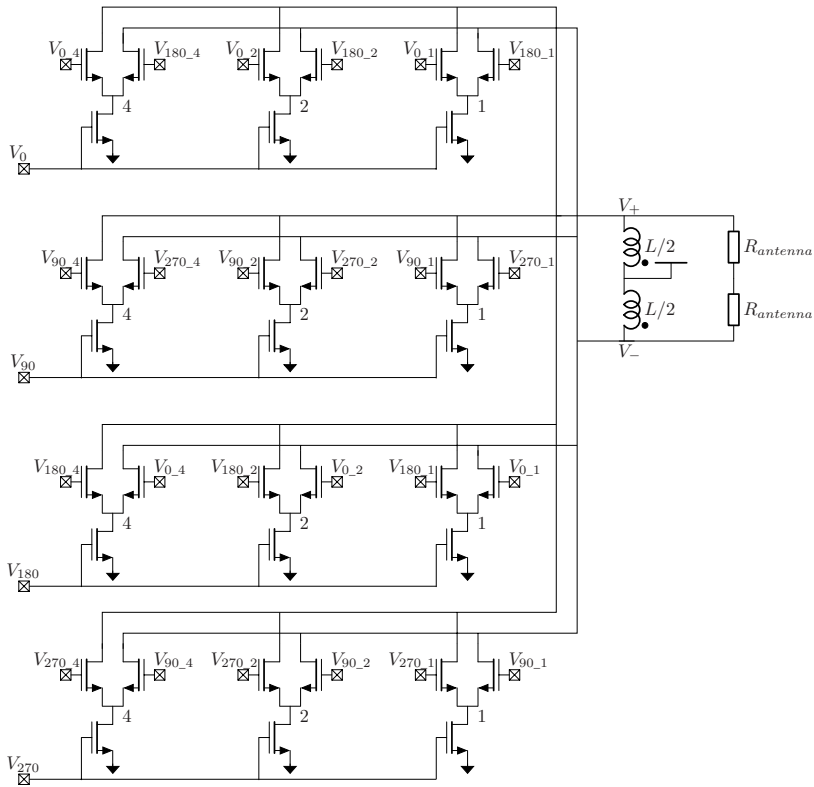 V0_4 V180_4 V0_2 V180_2 V0_1 V180_1
4 2 1
V0
V+
V90_4 V270_4 V90_2 V270_2 V90_1 V270_1
L/2 Rantenna
4 2 1
L/2 Rantenna
V−
V90
V180_4 V0_4 V180_2 V0_2 V180_1 V0_1
4 2 1
V180
V270_4 V90_4 V270_2 V90_2 V270_1 V90_1
4 2 1
V270